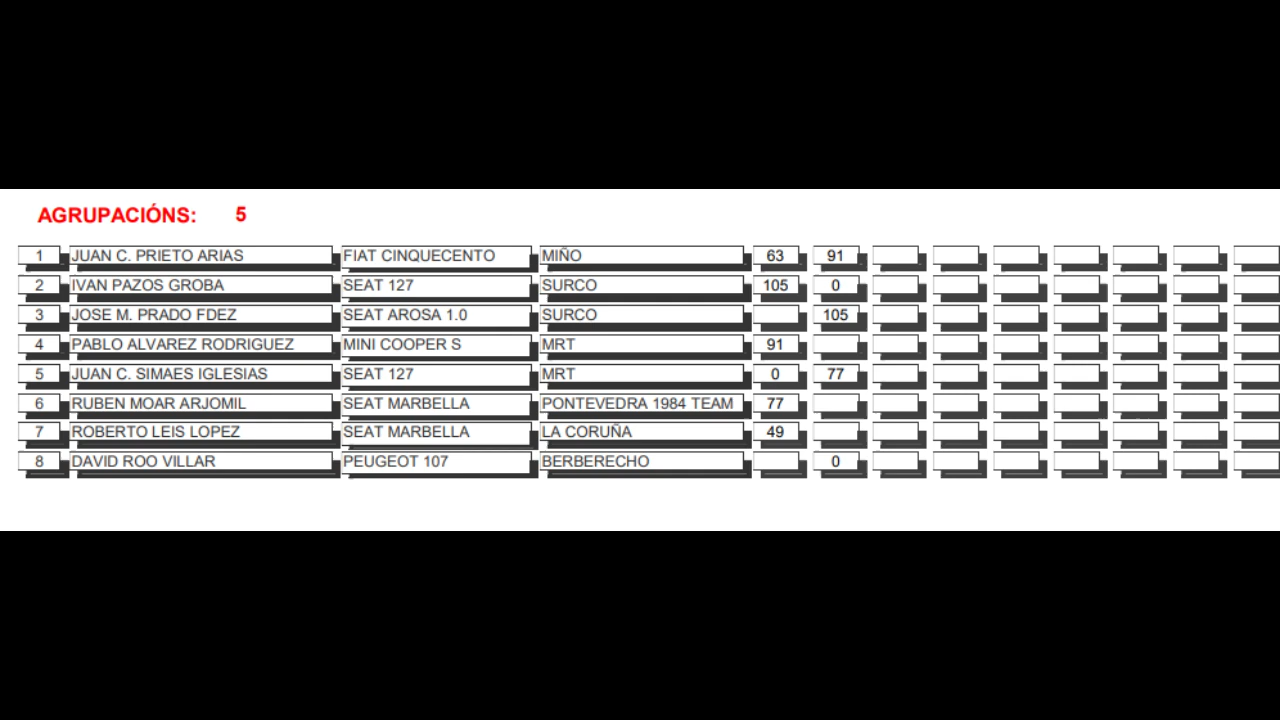 AGRUPACIÓNS: 5
1 JUAN C. PRIETO ARIAS FIAT CINQUECENTO MIÑO 63 91
2 IVAN PAZOS GROBA SEAT 127 SURCO 105 0
3 JOSE M. PRADO FDEZ SEAT AROSA 1.0 SURCO 105
4 PABLO ALVAREZ RODRIGUEZ MINI COOPER S MRT 91
5 JUAN C. SIMAES IGLESIAS SEAT 127 MRT 0 77
6 RUBEN MOAR ARJOMIL SEAT MARBELLA PONTEVEDRA 1984 TEAM 77
7 ROBERTO LEIS LOPEZ SEAT MARBELLA LA CORUÑA 49
8 DAVID ROO VILLAR PEUGEOT 107 BERBERECHO 0